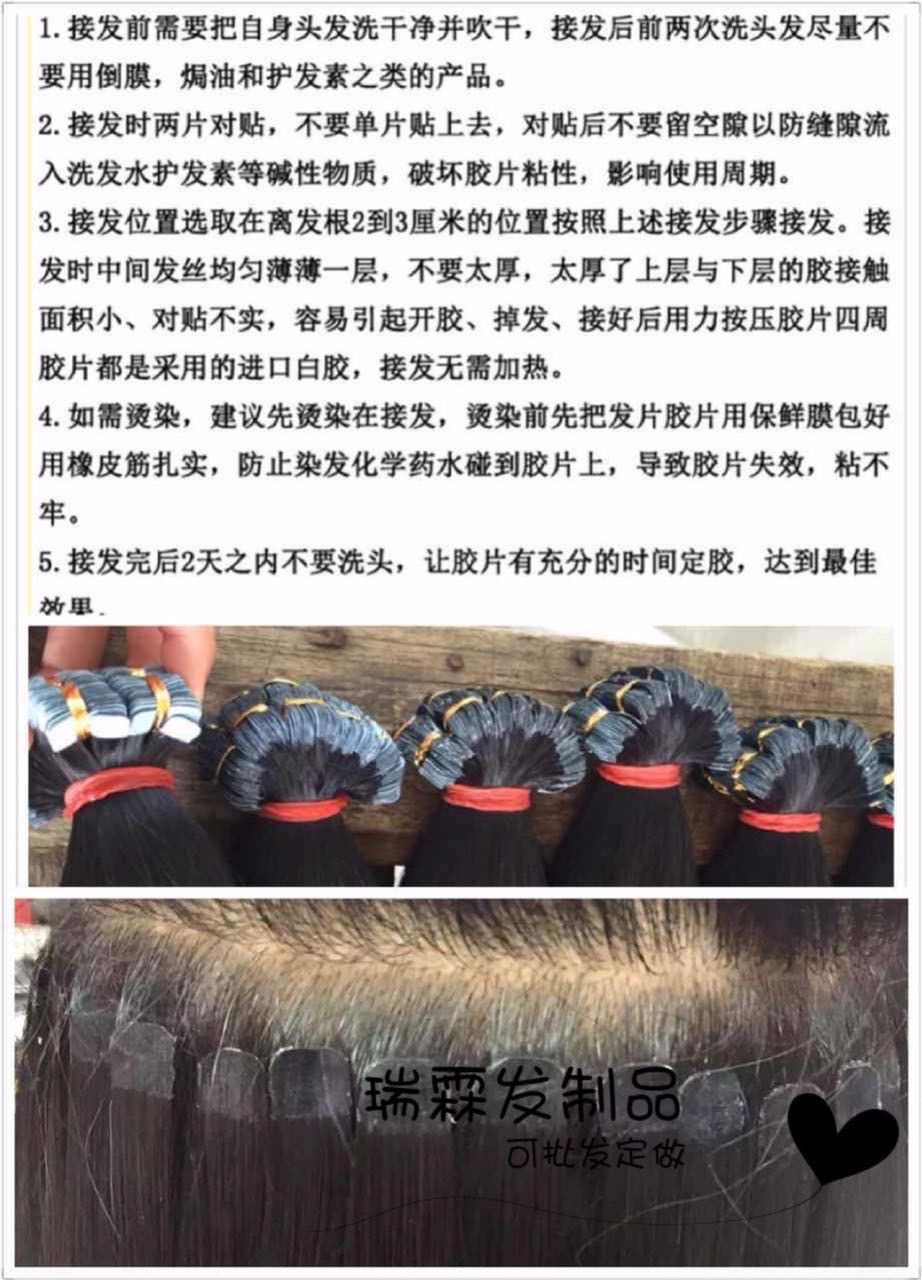 1.接发前需要把自身头发洗干净并吹干，接发后前两次洗头发尽量不
要用倒膜，焗油和护发素之类的产品。
2.接发时两片对贴，不要单片贴上去，对贴后不要留空隙以防缝隙流
入洗发水护发素等碱性物质，破坏胶片粘性，影响使用周期。
3.接发位置选取在离发根2到3厘米的位置按照上述接发步骤接发。接
发时中间发丝均匀薄薄一层，不要太厚，太厚了上层与下层的胶接触
面积小、对贴不实，容易引起开胶、掉发、接好后用力按压胶片四周
胶片都是采用的进口白胶，接发无需加热。
4.如需烫染，建议先烫染在接发，烫染前先把发片胶片用保鲜膜包好
用橡皮筋扎实，防止染发化学药水碰到胶片上，导致胶片失效，粘不
牢。
5.接发完后2天之内不要洗头，让胶片有充分的时间定胶，达到最佳
效果.
瑞霖发制品
可批发定做